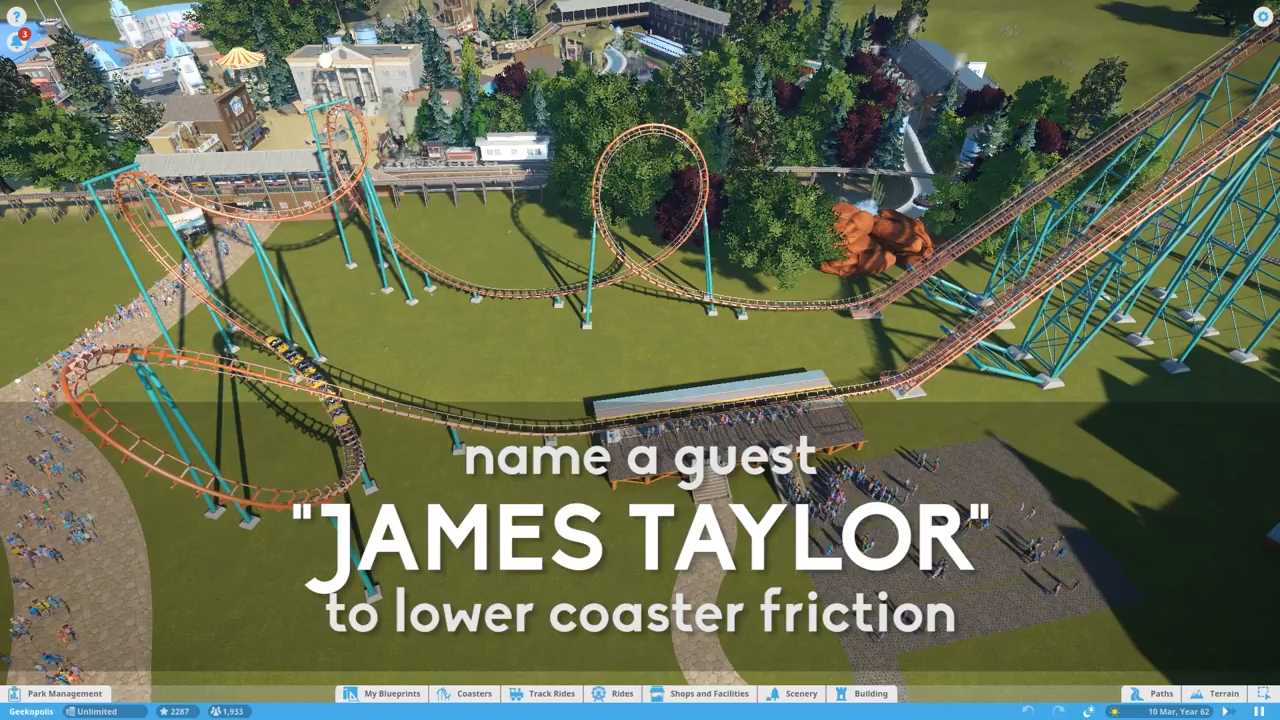 ?
3
name a guest
"JAMES TAYLOR"
to lower coaster friction
Park Management
My Blueprints
Coasters
Track Rides
Rides
Shops and Facilities
Scenery
Building
Paths
Terrain
Geekopolis
Unlimited
2287
1,933
10 Mar, Year 62